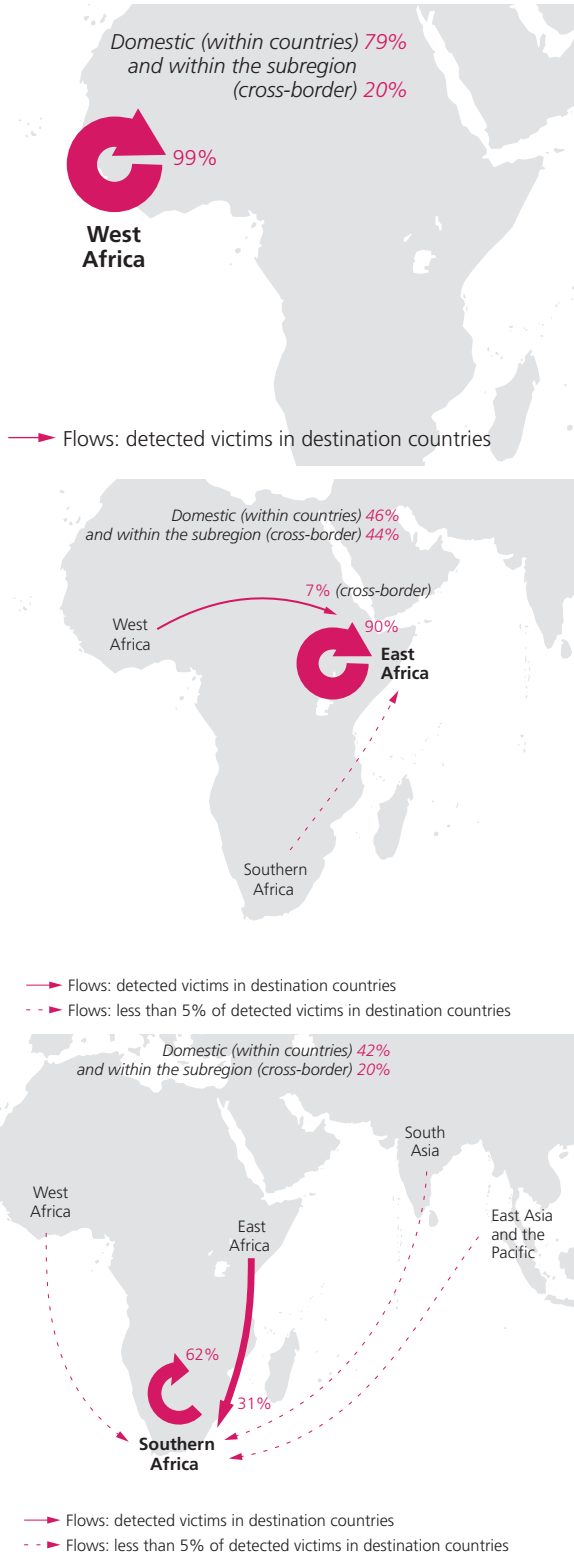 Domestic (within countries) 79%
and within the subregion
(cross-border) 20%
99%
West
Africa
Flows: detected victims in destination countries
Domestic (within countries) 46%
and within the subregion (cross-border) 44%
7% (cross-border)
West
Africa
90%
East
Africa
Southern
Africa
Flows: detected victims in destination countries
Flows: less than 5% of detected victims in destination countries
Domestic (within countries) 42%
and within the subregion (cross-border) 20%
South
Asia
West
Africa
East
Africa
East Asia
and the
Pacific
62%
31%
Southern
Africa
Flows: detected victims in destination countries
Flows: less than 5% of detected victims in destination countries